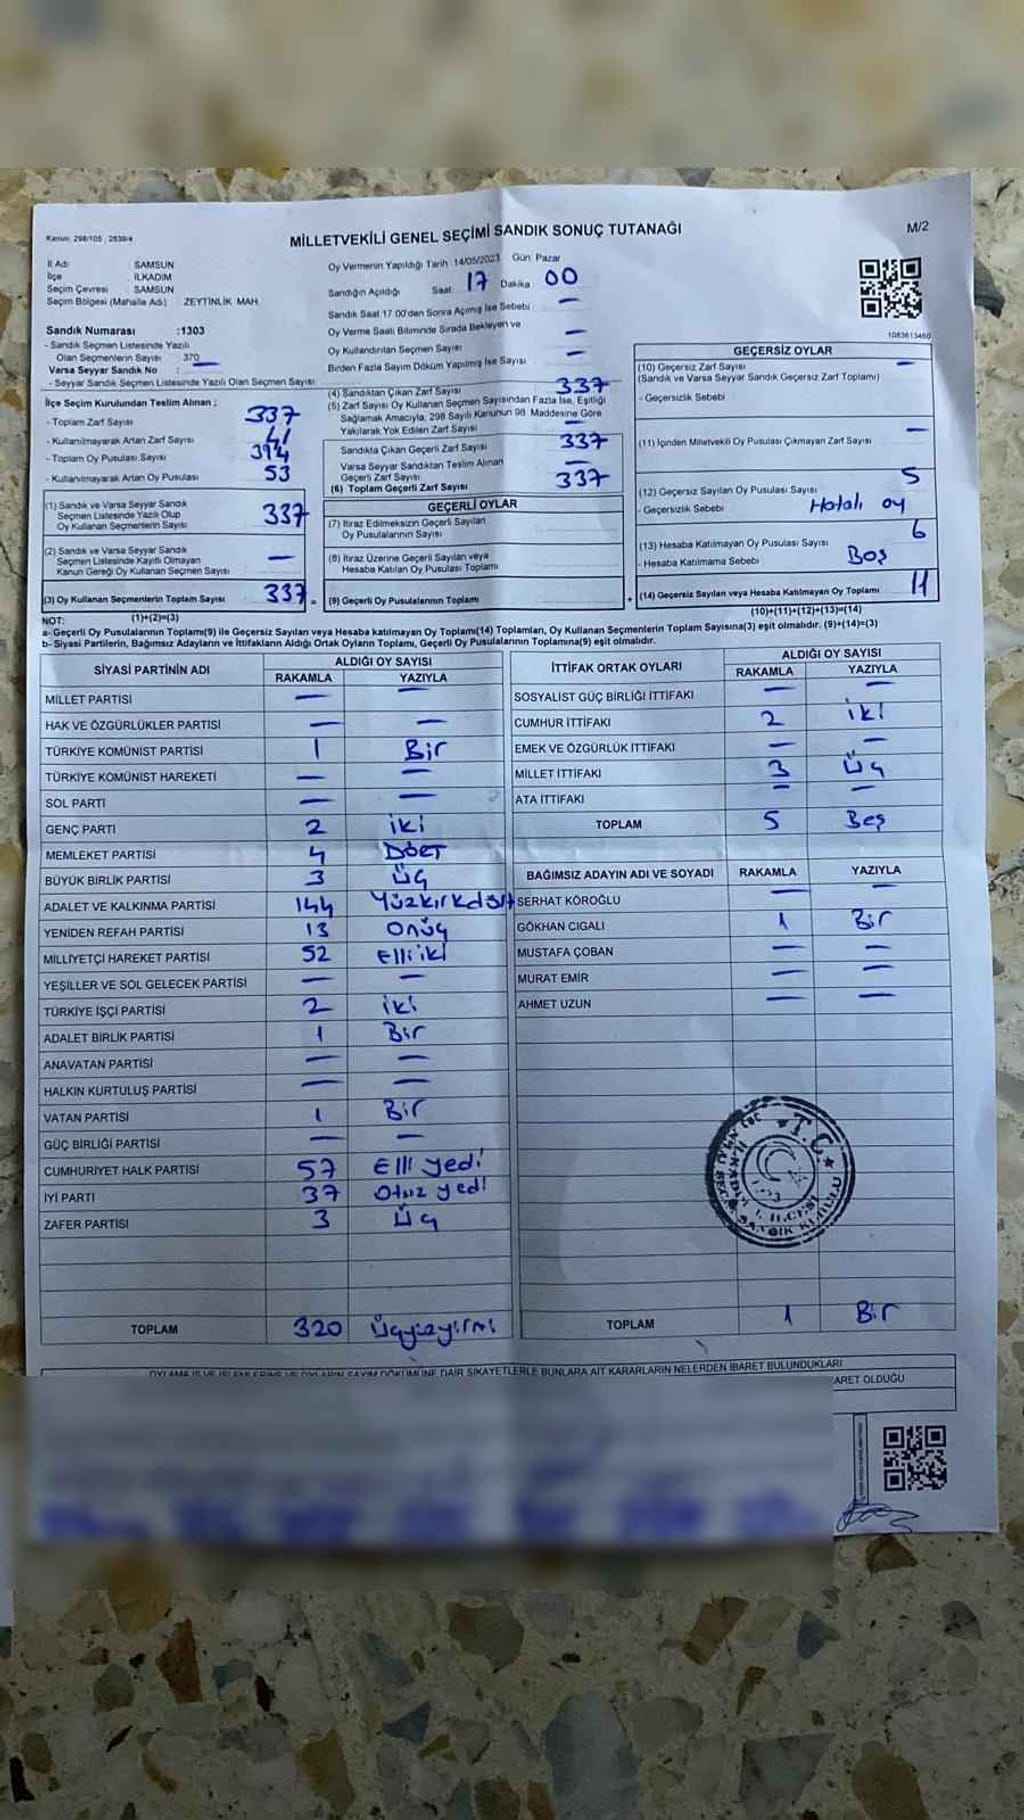 Kanun: 298/105 , 2839/4
MİLLETVEKİLİ GENEL SEÇİMİ SANDIK SONUÇ TUTANAĞI
M/2
İl Adı : SAMSUN
İlçe : İLKADIM
Seçim Çevresi : SAMSUN
Seçim Bölgesi (Mahalle Adı) : ZEYTİNLİK MAH.
Sandık Numarası :1303
- Sandık Seçmen Listesinde Yazılı
Olan Seçmenlerin Sayısı : 370
Varsa Seyyar Sandık No : —
- Seyyar Sandık Seçmen Listesinde Yazılı Olan Seçmen Sayısı:
Oy Vermenin Yapıldığı Tarih :14/05/2023 Gün Pazar
Sandığın Açıldığı Saat 17 Dakika 00
Sandık Saat 17.00'den Sonra Açılmış İse Sebebi —
Oy Verme Saati Bitiminde Sırada Bekleyen ve
Oy Kullandırılan Seçmen Sayısı —
Birden Fazla Sayım Döküm Yapılmış İse Sayısı —
1083613460
İlçe Seçim Kurulundan Teslim Alınan ;
- Toplam Zarf Sayısı 337
- Kullanılmayarak Artan Zarf Sayısı 41
- Toplam Oy Pusulası Sayısı
- Kullanılmayarak Artan Oy Pusulası 53
(1) Sandık ve Varsa Seyyar Sandık
Seçmen Listesinde Yazılı Olup
Oy Kullanan Seçmenlerin Sayısı 337
(2) Sandık ve Varsa Seyyar Sandık
Seçmen Listesinde Kayıtlı Olmayan
Kanun Gereği Oy Kullanan Seçmen Sayısı —
(3) Oy Kullanan Seçmenlerin Toplam Sayısı 337
(1)+(2)=(3)
(4) Sandıktan Çıkan Zarf Sayısı 337
(5) Zarf Sayısı Oy Kullanan Seçmen Sayısından Fazla İse, Eşitliği
Sağlamak Amacıyla, 298 Sayılı Kanunun 98. Maddesine Göre
Yakılarak Yok Edilen Zarf Sayısı —
Sandıkta Çıkan Geçerli Zarf Sayısı 337
Varsa Seyyar Sandıktan Teslim Alınan
Geçerli Zarf Sayısı —
(6) Toplam Geçerli Zarf Sayısı 337
GEÇERLİ OYLAR
(7) İtiraz Edilmeksizin Geçerli Sayılan
Oy Pusulalarının Sayısı
(8) İtiraz Üzerine Geçerli Sayılan veya
Hesaba Katılan Oy Pusulası Toplamı
= (9) Geçerli Oy Pusulalarının Toplamı
GEÇERSİZ OYLAR
(10) Geçersiz Zarf Sayısı —
(Sandık ve Varsa Seyyar Sandık Geçersiz Zarf Toplamı)
- Geçersizlik Sebebi
(11) İçinden Milletvekili Oy Pusulası Çıkmayan Zarf Sayısı —
(12) Geçersiz Sayılan Oy Pusulası Sayısı 5
- Geçersizlik Sebebi Hatalı oy
(13) Hesaba Katılmayan Oy Pusulası Sayısı 6
- Hesaba Katılmama Sebebi Boş
+ (14) Geçersiz Sayılan veya Hesaba Katılmayan Oy Toplamı 11
(10)+(11)+(12)+(13)=(14)
NOT:
a- Geçerli Oy Pusulalarının Toplamı(9) ile Geçersiz Sayılan veya Hesaba katılmayan Oy Toplamı(14) Toplamları, Oy Kullanan Seçmenlerin Toplam Sayısına(3) eşit olmalıdır. (9)+(14)=(3)
b- Siyasi Partilerin, Bağımsız Adayların ve İttifakların Aldığı Ortak Oyların Toplamı, Geçerli Oy Pusulalarının Toplamına(9) eşit olmalıdır.
SİYASİ PARTİNİN ADI ALDIĞI OY SAYISI
RAKAMLA YAZIYLA
MİLLET PARTİSİ — —
HAK VE ÖZGÜRLÜKLER PARTİSİ — —
TÜRKİYE KOMÜNİST PARTİSİ 1 Bir
TÜRKİYE KOMÜNİST HAREKETİ — —
SOL PARTİ — —
GENÇ PARTİ 2 iki
MEMLEKET PARTİSİ 4 Dört
BÜYÜK BİRLİK PARTİSİ 3 üç
ADALET VE KALKINMA PARTİSİ 144 Yüzkırkdört
YENİDEN REFAH PARTİSİ 13 onüç
MİLLİYETÇİ HAREKET PARTİSİ 52 Elli iki
YEŞİLLER VE SOL GELECEK PARTİSİ — —
TÜRKİYE İŞÇİ PARTİSİ 2 iki
ADALET BİRLİK PARTİSİ 1 Bir
ANAVATAN PARTİSİ — —
HALKIN KURTULUŞ PARTİSİ — —
VATAN PARTİSİ 1 Bir
GÜÇ BİRLİĞİ PARTİSİ — —
CUMHURİYET HALK PARTİSİ 57 Elli yedi
İYİ PARTİ 37 Otuz yedi
ZAFER PARTİSİ 3 üç
TOPLAM 320 üçyüzyirmi
İTTİFAK ORTAK OYLARI ALDIĞI OY SAYISI
RAKAMLA YAZIYLA
SOSYALİST GÜÇ BİRLİĞİ İTTİFAKI — —
CUMHUR İTTİFAKI 2 iki
EMEK VE ÖZGÜRLÜK İTTİFAKI — —
MİLLET İTTİFAKI 3 üç
ATA İTTİFAKI — —
TOPLAM 5 Beş
BAĞIMSIZ ADAYIN ADI VE SOYADI RAKAMLA YAZIYLA
SERHAT KÖROĞLU — —
GÖKHAN CIGALI 1 Bir
MUSTAFA ÇOBAN — —
MURAT EMİR — —
AHMET UZUN — —
T.C.
SANDIK KURULU
TOPLAM 1 Bir
OYLAMA İŞ VE İŞLEMLERİNE VE OYLARIN SAYIM DÖKÜMÜNE DAİR ŞİKAYETLERLE BUNLARA AİT KARARLARIN NELERDEN İBARET BULUNDUKLARI
ARET OLDUĞU